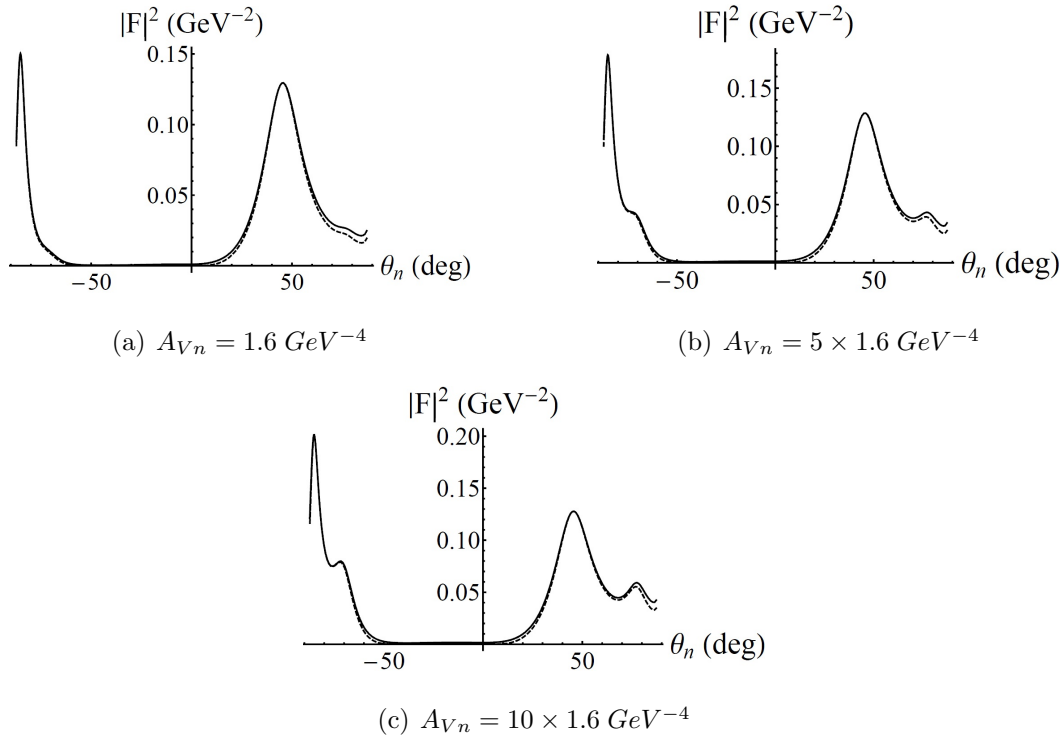 |F|² (GeV⁻²)
0.15
0.10
0.05
−50 50
θₙ (deg)
(a) A_{Vn} = 1.6 GeV⁻⁴
|F|² (GeV⁻²)
0.15
0.10
0.05
−50 50
θₙ (deg)
(b) A_{Vn} = 5 × 1.6 GeV⁻⁴
|F|² (GeV⁻²)
0.20
0.15
0.10
0.05
−50 50
θₙ (deg)
(c) A_{Vn} = 10 × 1.6 GeV⁻⁴